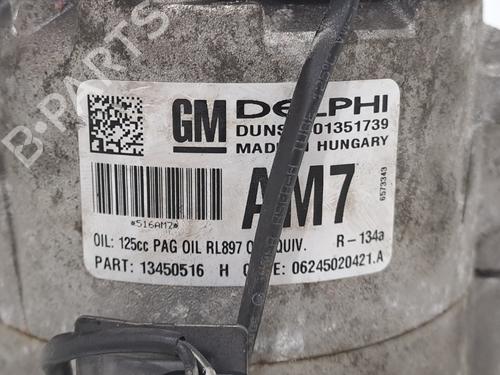 B-Parts
GM DELPHI
DUNS 01351739
MADE IN HUNGARY
AM7
*516AM7*
6573343
OIL: 125cc PAG OIL RL897 OR EQUIV. R-134a
PART: 13450516 H 06245020421.A